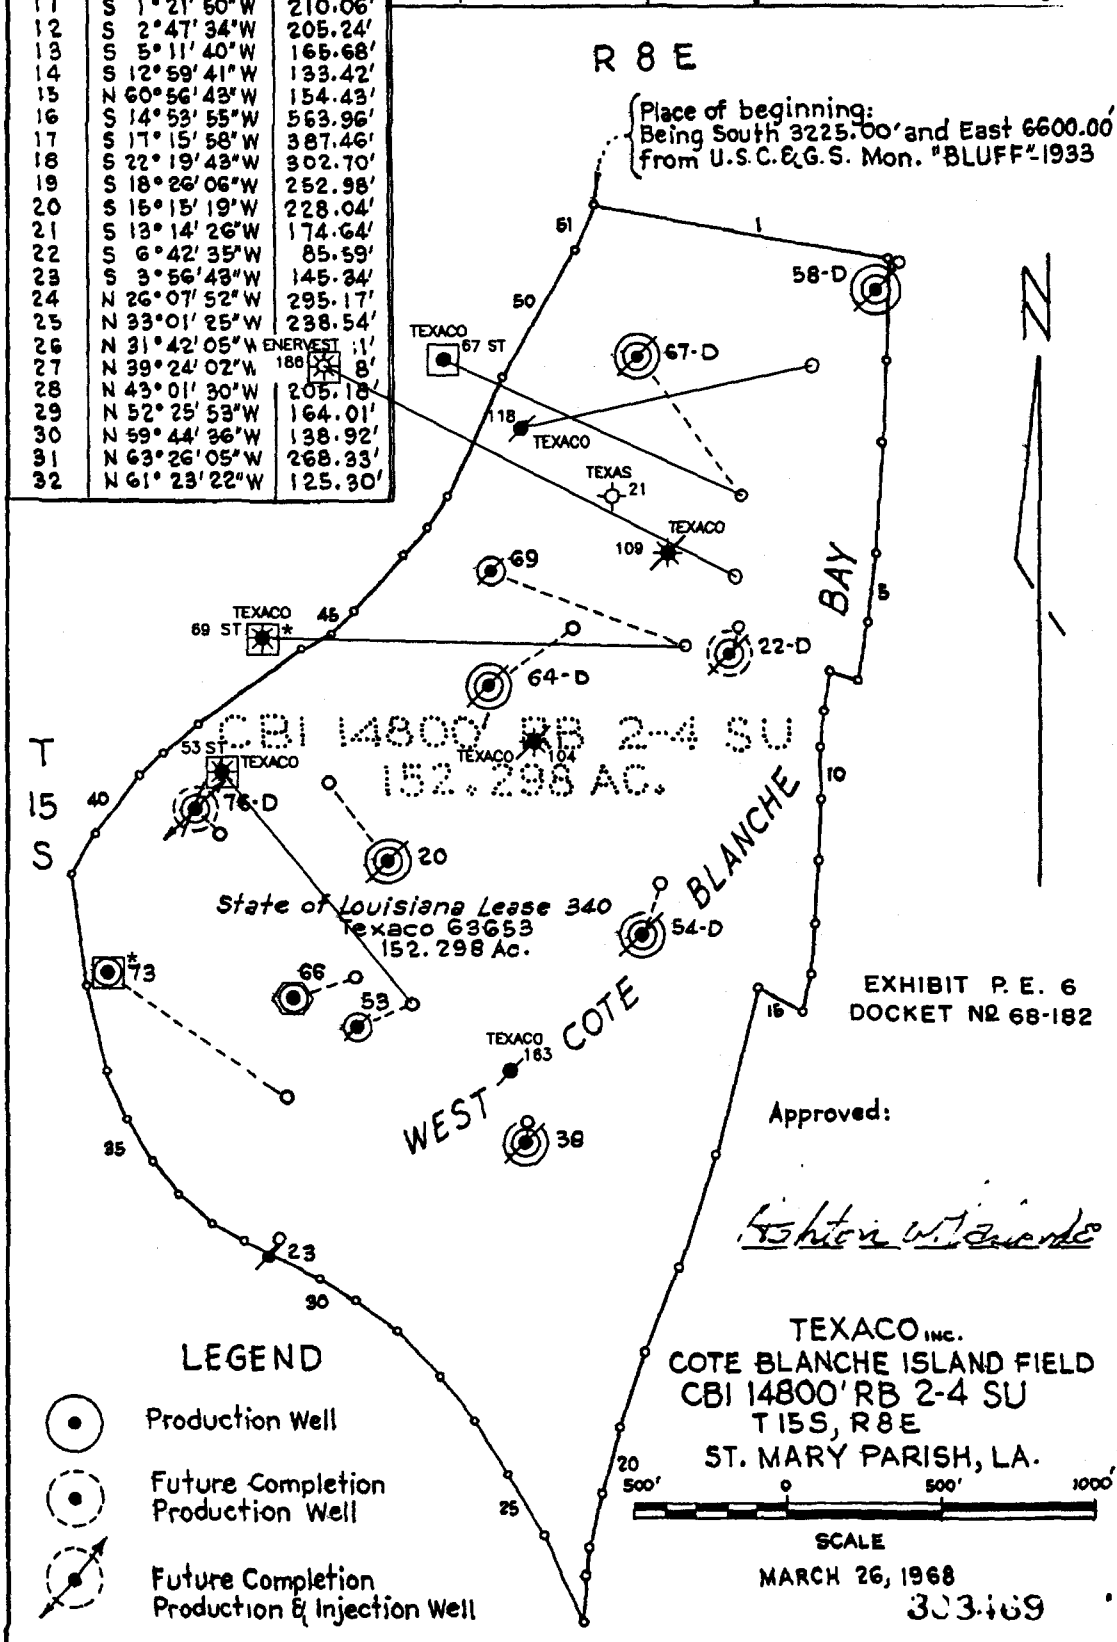 11 S 1° 21' 50" W 210.06'
12 S 2° 47' 34" W 205.24'
13 S 5° 11' 40" W 165.68'
14 S 12° 59' 41" W 133.42'
15 N 60° 56' 43" W 154.43'
16 S 14° 53' 55" W 563.96'
17 S 17° 15' 58" W 387.46'
18 S 22° 19' 43" W 302.70'
19 S 18° 26' 06" W 252.98'
20 S 15° 15' 19" W 228.04'
21 S 13° 14' 26" W 174.64'
22 S 6° 42' 35" W 85.59'
23 S 3° 56' 43" W 145.34'
24 N 26° 07' 52" W 295.17'
25 N 33° 01' 25" W 238.54'
26 N 31° 42' 05" W 1'
27 N 39° 24' 02" W 8'
28 N 43° 01' 30" W 205.18'
29 N 52° 25' 53" W 164.01'
30 N 59° 44' 36" W 138.92'
31 N 63° 26' 05" W 268.33'
32 N 61° 23' 22" W 125.30'
R 8 E
Place of beginning:
Being South 3225.00' and East 6600.00'
from U.S.C.&G.S. Mon. "BLUFF"-1933
51
1
58-D
50
N
TEXACO
67 ST
ENERVEST
186
67-D
118
TEXACO
TEXAS
21
TEXACO
109
69
BAY
5
45
TEXACO
69 ST *
22-D
64-D
CBI 14800' RB 2-4 SU
152.298 AC.
TEXACO 104
53 ST
TEXACO
76-D
T
15
S
40
10
20
BLANCHE
State of Louisiana Lease 340
Texaco 63653
152.298 Ac.
54-D
* 73
66
53
COTE
15
EXHIBIT P. E. 6
DOCKET No 68-182
TEXACO
163
WEST
38
35
Approved:
23
30
LEGEND
Production Well
Future Completion
Production Well
Future Completion
Production & Injection Well
25
20
TEXACO INC.
COTE BLANCHE ISLAND FIELD
CBI 14800' RB 2-4 SU
T 15 S, R 8 E
ST. MARY PARISH, LA.
500' 0 500' 1000'
SCALE
MARCH 26, 1968